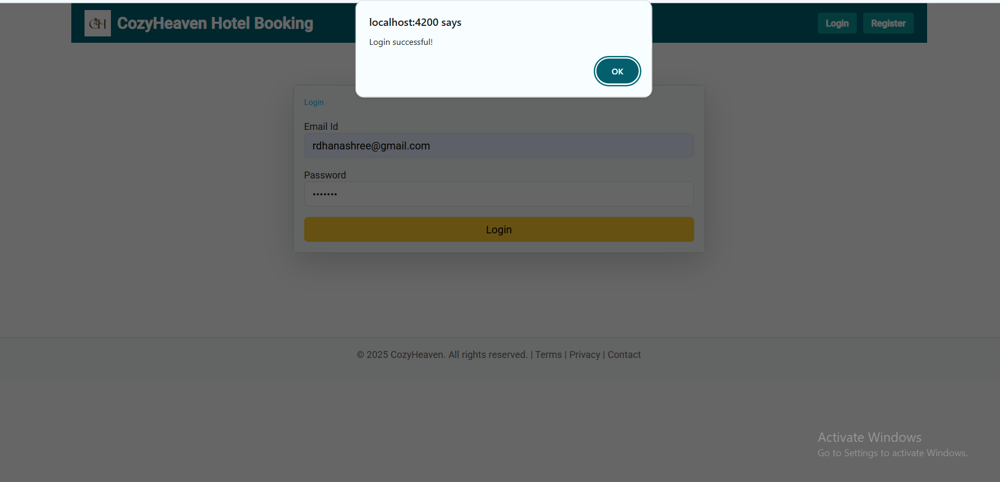 CH CozyHeaven Hotel Booking
Login Register
localhost:4200 says
Login successful!
OK
Login
Email Id
rdhanashree@gmail.com
Password
•••••••
Login
© 2025 CozyHeaven. All rights reserved. | Terms | Privacy | Contact
Activate Windows
Go to Settings to activate Windows.